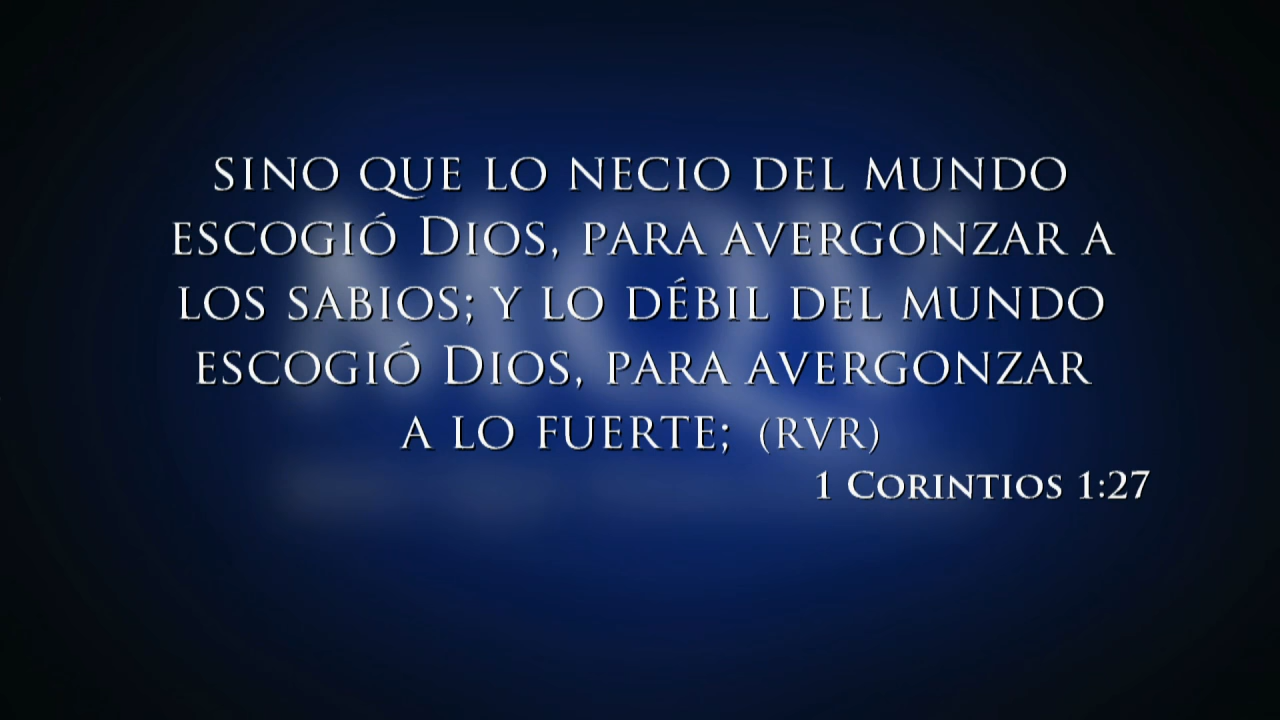 SINO QUE LO NECIO DEL MUNDO
ESCOGIÓ DIOS, PARA AVERGONZAR A
LOS SABIOS; Y LO DÉBIL DEL MUNDO
ESCOGIÓ DIOS, PARA AVERGONZAR
A LO FUERTE; (RVR)
1 CORINTIOS 1:27